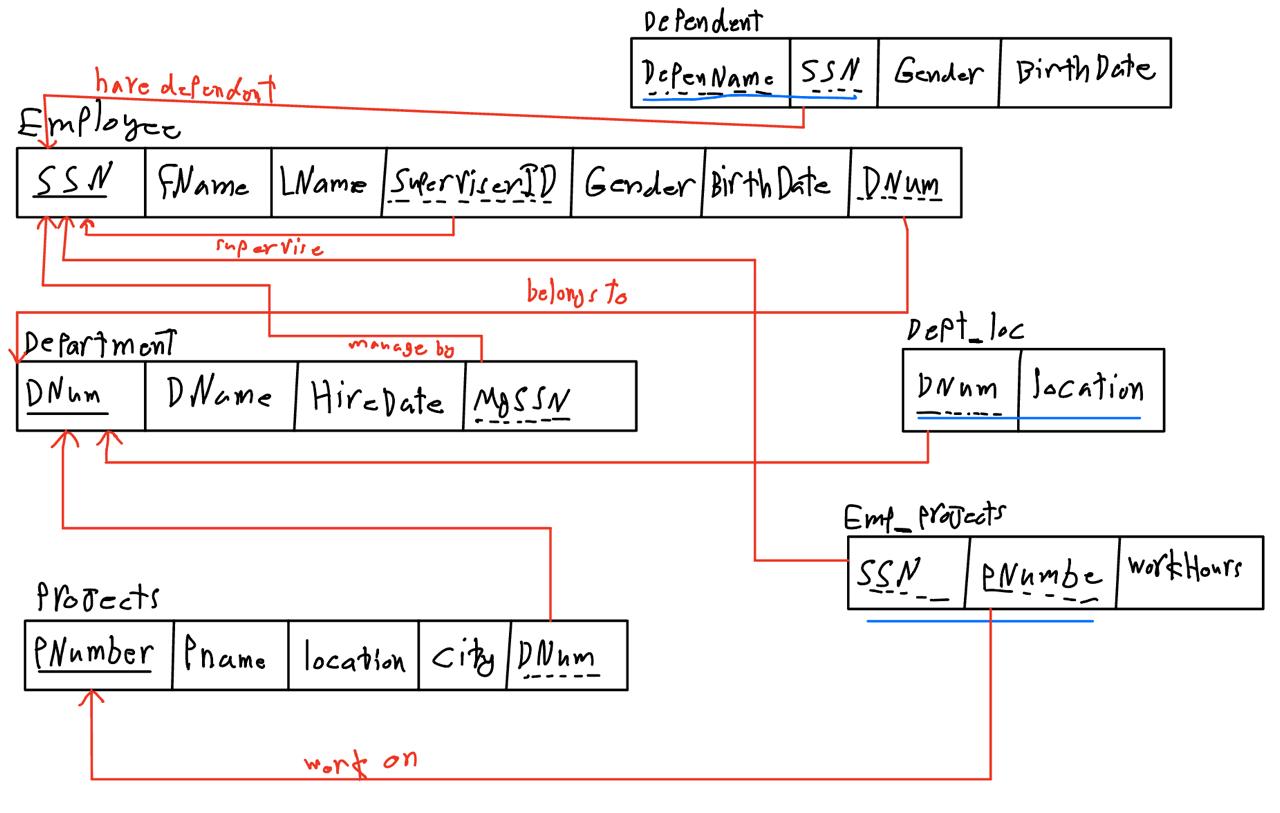 Dependent
DepenName SSN Gender BirthDate
have dependont
Employee
SSN FName LName SuperviserID Gender BirthDate DNum
supervise
belongs to
Department
manage by
DNum DName HireDate MgSSN
Dept_loc
DNum location
Emp_projects
SSN PNumbe workHours
Projects
PNumber Pname location city DNum
work on